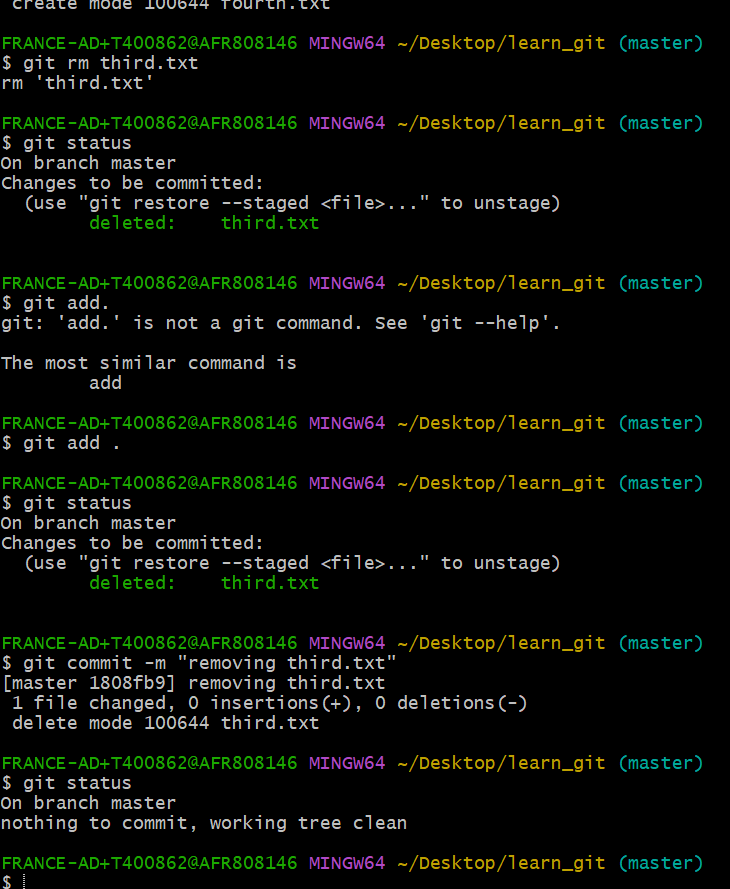 create mode 100644 fourth.txt
FRANCE-AD+T400862@AFR808146 MINGW64 ~/Desktop/learn_git (master)
$ git rm third.txt
rm 'third.txt'
FRANCE-AD+T400862@AFR808146 MINGW64 ~/Desktop/learn_git (master)
$ git status
On branch master
Changes to be committed:
  (use "git restore --staged <file>..." to unstage)
        deleted:    third.txt
FRANCE-AD+T400862@AFR808146 MINGW64 ~/Desktop/learn_git (master)
$ git add.
git: 'add.' is not a git command. See 'git --help'.
The most similar command is
        add
FRANCE-AD+T400862@AFR808146 MINGW64 ~/Desktop/learn_git (master)
$ git add .
FRANCE-AD+T400862@AFR808146 MINGW64 ~/Desktop/learn_git (master)
$ git status
On branch master
Changes to be committed:
  (use "git restore --staged <file>..." to unstage)
        deleted:    third.txt
FRANCE-AD+T400862@AFR808146 MINGW64 ~/Desktop/learn_git (master)
$ git commit -m "removing third.txt"
[master 1808fb9] removing third.txt
 1 file changed, 0 insertions(+), 0 deletions(-)
 delete mode 100644 third.txt
FRANCE-AD+T400862@AFR808146 MINGW64 ~/Desktop/learn_git (master)
$ git status
On branch master
nothing to commit, working tree clean
FRANCE-AD+T400862@AFR808146 MINGW64 ~/Desktop/learn_git (master)
$